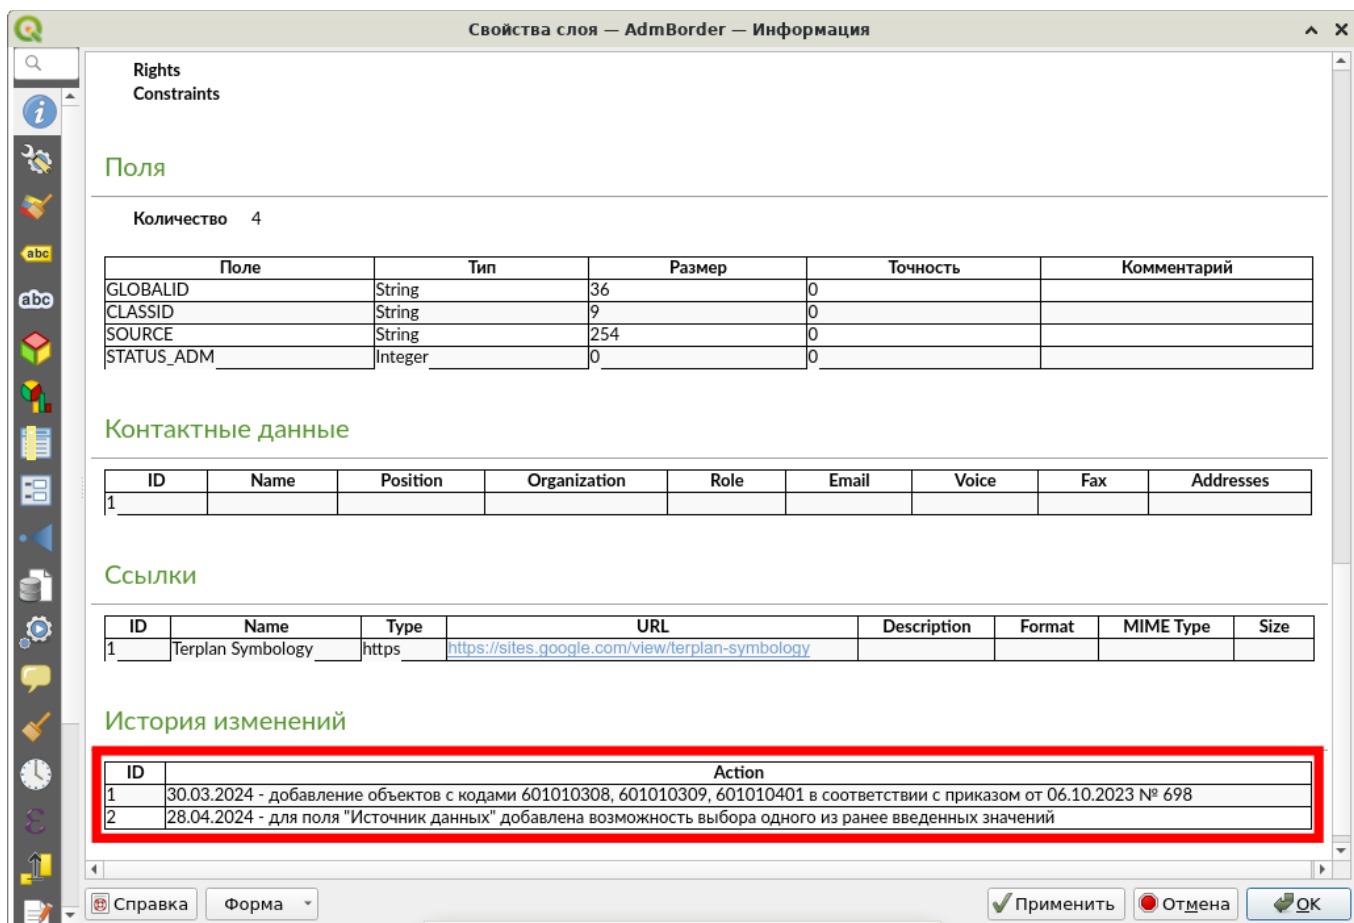 Свойства слоя — AdmBorder — Информация
Rights
Constraints
Поля
Количество 4
Поле Тип Размер Точность Комментарий
GLOBALID String 36 0
CLASSID String 9 0
SOURCE String 254 0
STATUS_ADM Integer 0 0
Контактные данные
ID Name Position Organization Role Email Voice Fax Addresses
1
Ссылки
ID Name Type URL Description Format MIME Type Size
1 Terplan Symbology https https://sites.google.com/view/terplan-symbology
История изменений
ID Action
1 30.03.2024 - добавление объектов с кодами 601010308, 601010309, 601010401 в соответствии с приказом от 06.10.2023 № 698
2 28.04.2024 - для поля "Источник данных" добавлена возможность выбора одного из ранее введенных значений
abc
abc
Справка Форма Применить Отмена OK